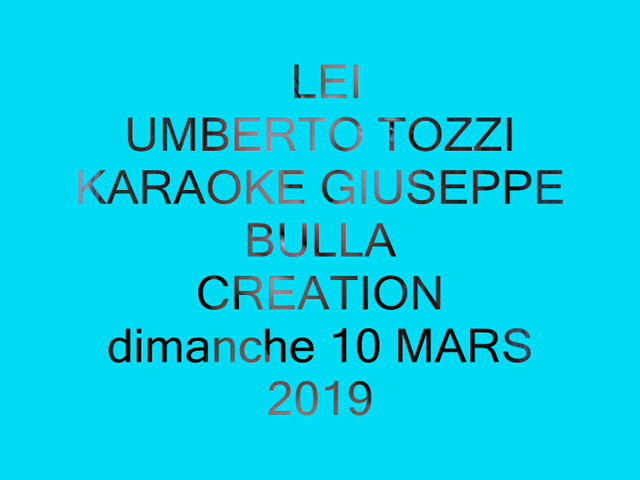 LEI
UMBERTO TOZZI
KARAOKE GIUSEPPE
BULLA
CREATION
dimanche 10 MARS
2019